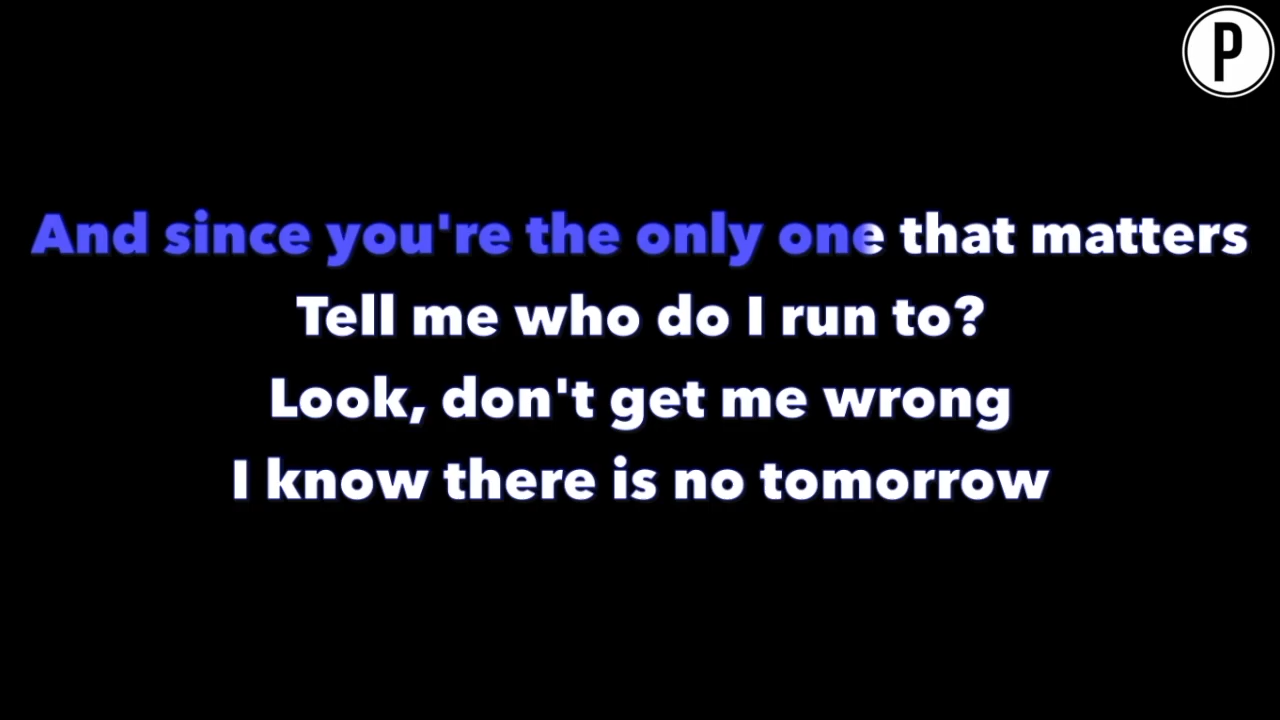 P
And since you're the only one that matters
Tell me who do I run to?
Look, don't get me wrong
I know there is no tomorrow